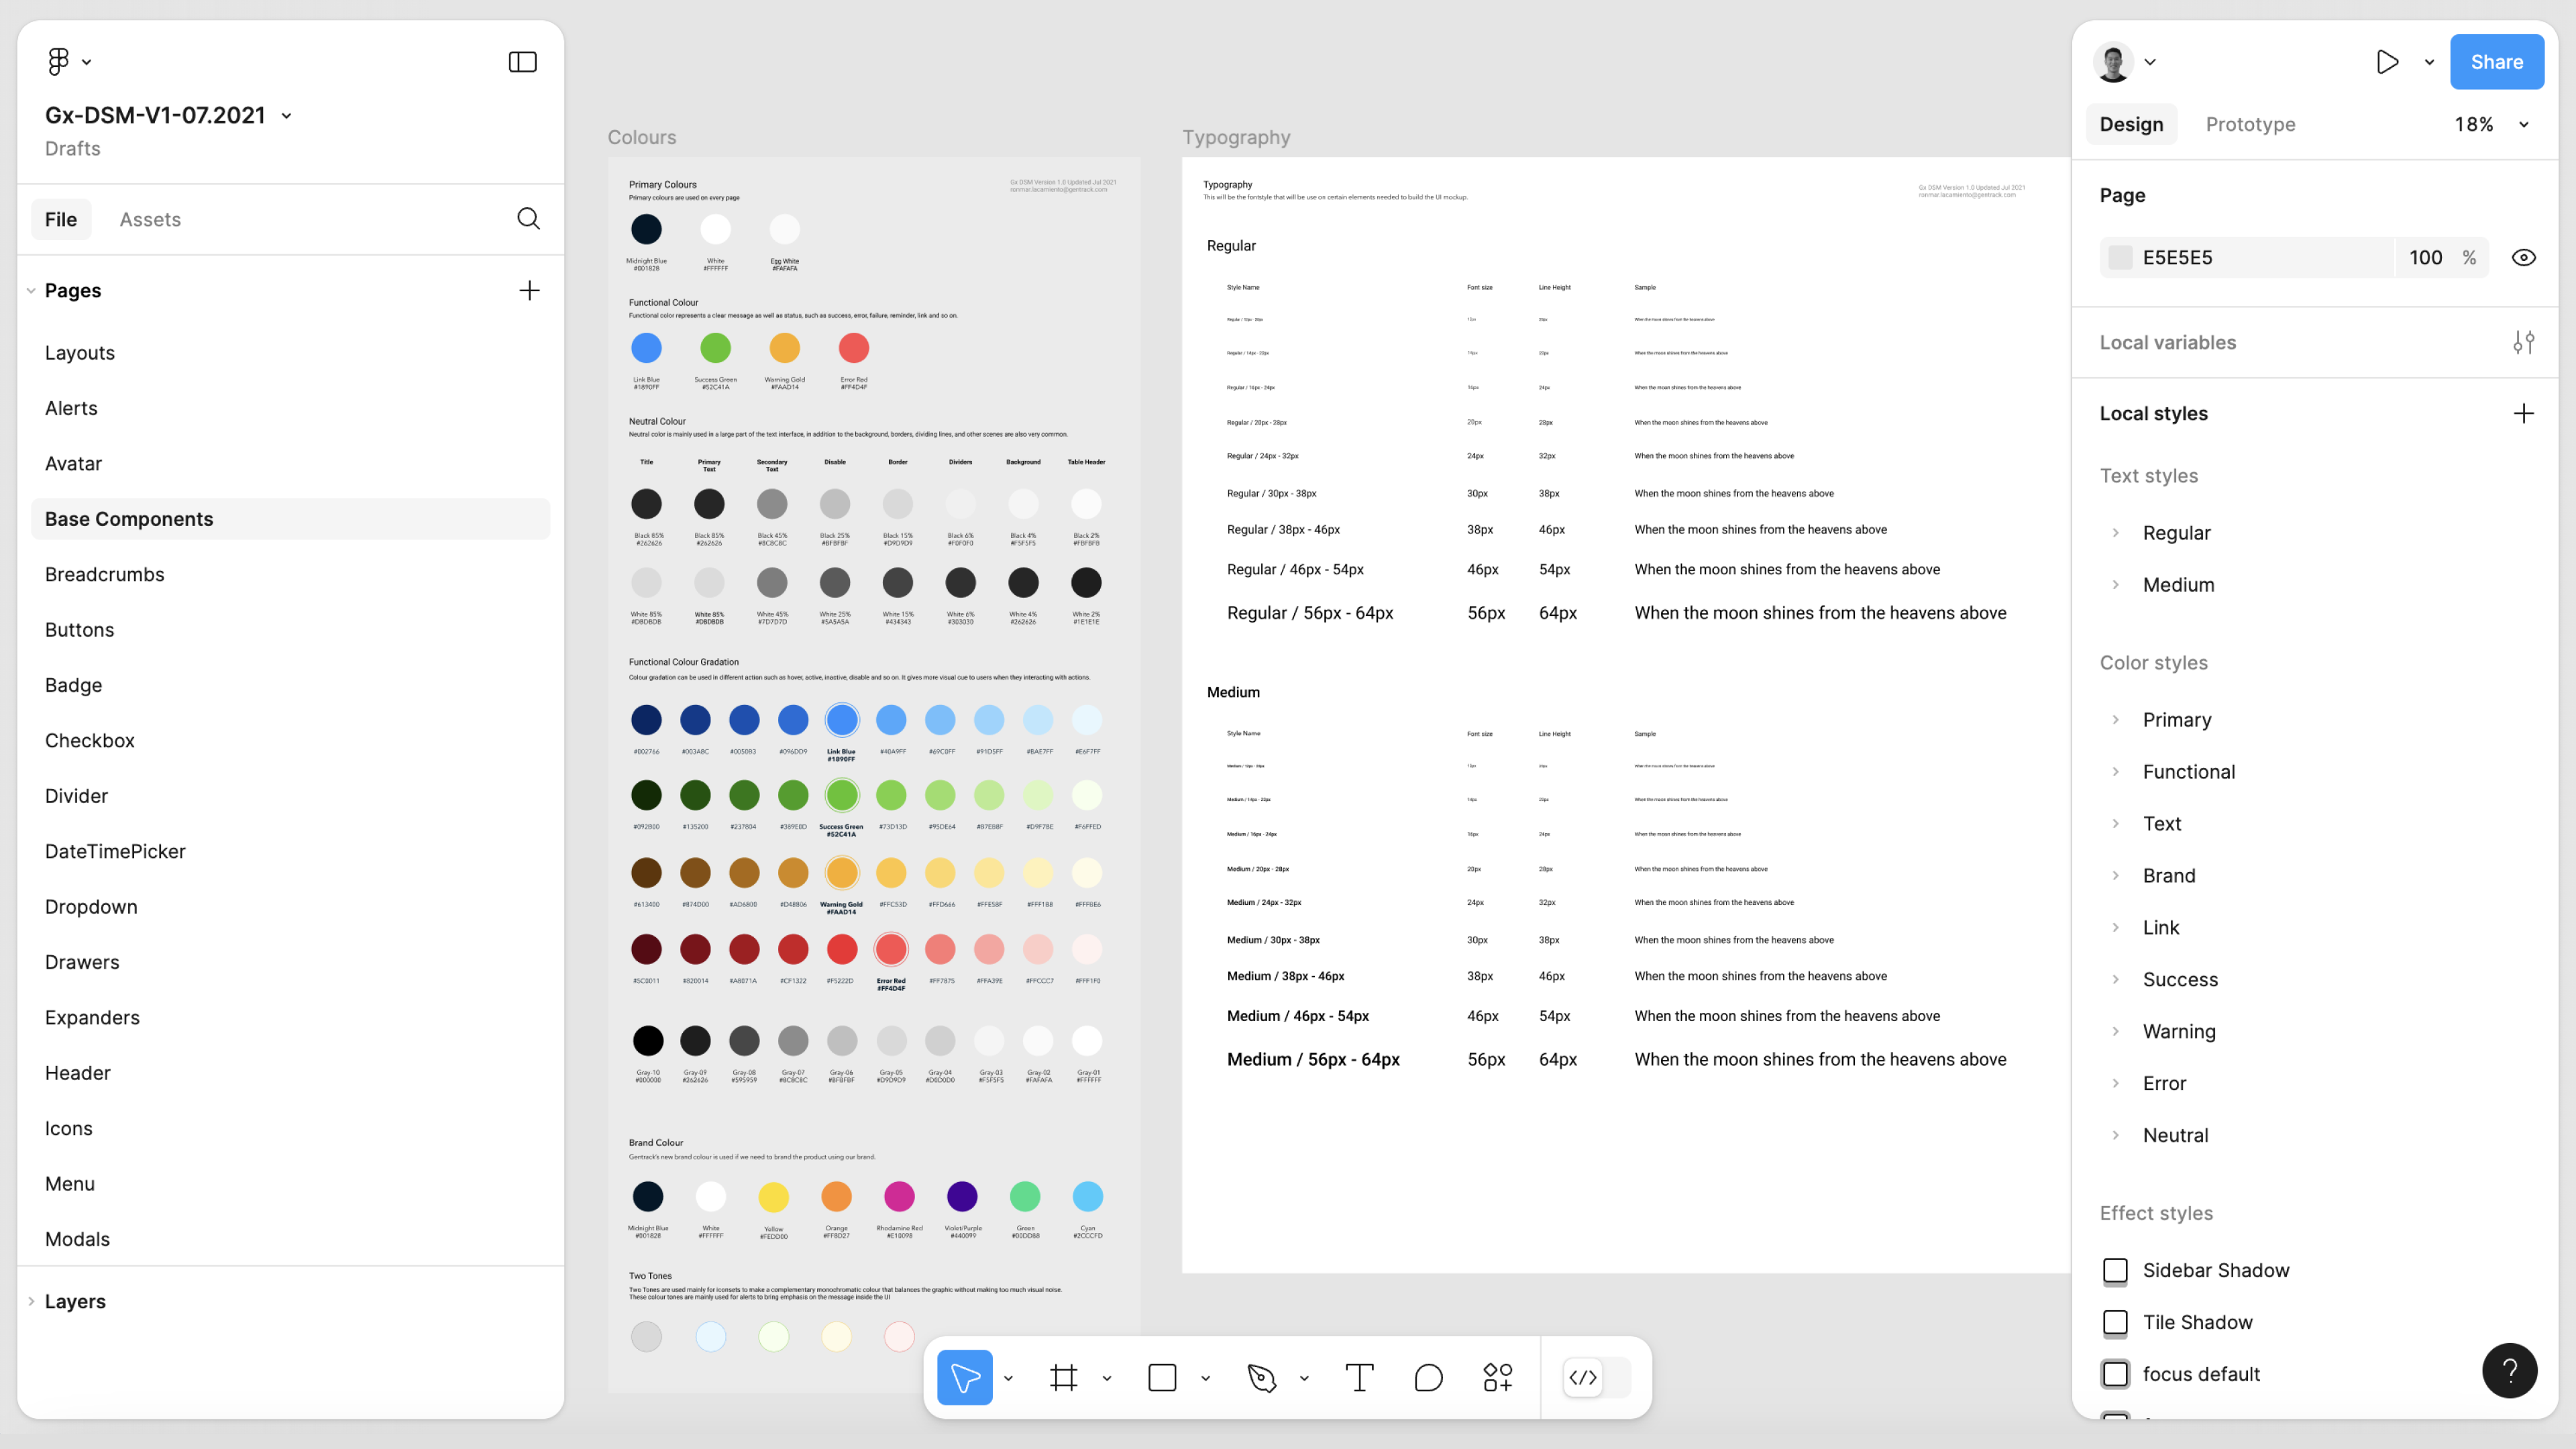 Gx-DSM-V1-07.2021
Drafts
File
Assets
Pages
Layouts
Alerts
Avatar
Base Components
Breadcrumbs
Buttons
Badge
Checkbox
Divider
DateTimePicker
Dropdown
Drawers
Expanders
Header
Icons
Menu
Modals
Layers
Colours
Primary Colours
Primary colours are used on every page
Gx DSM Version 1.0 Updated Jul 2021
ronmar.lacamiento@gentrack.com
Midnight Blue White Egg White
#001828 #FFFFFF #FAFAFA
Functional Colour
Functional color represents a clear message as well as status, such as success, error, failure, reminder, link and so on.
Link Blue Success Green Warning Gold Error Red
#1890FF #52C41A #FAAD14 #FF4D4F
Neutral Colour
Neutral color is mainly used in a large part of the text interface, in addition to the background, borders, dividing lines, and other scenes are also very common.
Title Primary Text Secondary Text Disable Border Dividers Background Table Header
Black 85% Black 85% Black 45% Black 25% Black 15% Black 6% Black 4% Black 2%
#262626 #262626 #8C8C8C #BFBFBF #D9D9D9 #F0F0F0 #F5F5F5 #FBFBFB
White 85% White 85% White 45% White 25% White 15% White 6% White 4% White 2%
#DBDBDB #DBDBDB #7D7D7D #5A5A5A #434343 #303030 #262626 #1E1E1E
Functional Colour Gradation
Colour gradation can be used in different action such as hover, active, inactive, disable and so on. It gives more visual cue to users when they interacting with actions.
#002766 #003A8C #0050B3 #096DD9 Link Blue #1890FF #40A9FF #69C0FF #91D5FF #BAE7FF #E6F7FF
#092B00 #135200 #237804 #389E0D Success Green #52C41A #73D13D #95DE64 #B7EB8F #D9F7BE #F6FFED
#613400 #874D00 #AD6800 #D48806 Warning Gold #FAAD14 #FFC53D #FFD666 #FFE58F #FFF1B8 #FFFBE6
#5C0011 #820014 #A8071A #CF1322 #F5222D Error Red #FF4D4F #FF7875 #FFA39E #FFCCC7 #FFF1F0
Gray-10 Gray-09 Gray-08 Gray-07 Gray-06 Gray-05 Gray-04 Gray-03 Gray-02 Gray-01
#000000 #262626 #595959 #8C8C8C #BFBFBF #D9D9D9 #D0D0D0 #F5F5F5 #FAFAFA #FFFFFF
Brand Colour
Gentrack's new brand colour is used if we need to brand the product using our brand.
Midnight Blue White Yellow Orange Rhodamine Red Violot/Purple Green Cyan
#001828 #FFFFFF #FEDD00 #FF8D27 #E10098 #440099 #00DD88 #2CCCFD
Two Tones
Two Tones are used mainly for iconsets to make a complementary monochromatic colour that balances the graphic without making too much visual noise.
These colour tones are mainly used for alerts to bring emphasis on the message inside the UI
Typography
Typography
This will be the fontstyle that will be use on certain elements needed to build the UI mockup.
Gx DSM Version 1.0 Updated Jul 2021
ronmar.lacamiento@gentrack.com
Regular
Style Name Font size Line Height Sample
When the moon shines from the heavens above
Regular / 14px - 22px 14px 22px When the moon shines from the heavens above
Regular / 16px - 24px 16px 24px When the moon shines from the heavens above
Regular / 20px - 28px 20px 28px When the moon shines from the heavens above
Regular / 24px - 32px 24px 32px When the moon shines from the heavens above
Regular / 30px - 38px 30px 38px When the moon shines from the heavens above
Regular / 38px - 46px 38px 46px When the moon shines from the heavens above
Regular / 46px - 54px 46px 54px When the moon shines from the heavens above
Regular / 56px - 64px 56px 64px When the moon shines from the heavens above
Medium
Style Name Font size Line Height Sample
When the moon shines from the heavens above
Medium / 14px - 22px 14px 22px When the moon shines from the heavens above
Medium / 16px - 24px 16px 24px When the moon shines from the heavens above
Medium / 20px - 28px 20px 28px When the moon shines from the heavens above
Medium / 24px - 32px 24px 32px When the moon shines from the heavens above
Medium / 30px - 38px 30px 38px When the moon shines from the heavens above
Medium / 38px - 46px 38px 46px When the moon shines from the heavens above
Medium / 46px - 54px 46px 54px When the moon shines from the heavens above
Medium / 56px - 64px 56px 64px When the moon shines from the heavens above
Share
Design
Prototype
18%
Page
E5E5E5 100 %
Local variables
Local styles
Text styles
Regular
Medium
Color styles
Primary
Functional
Text
Brand
Link
Success
Warning
Error
Neutral
Effect styles
Sidebar Shadow
Tile Shadow
focus default
?